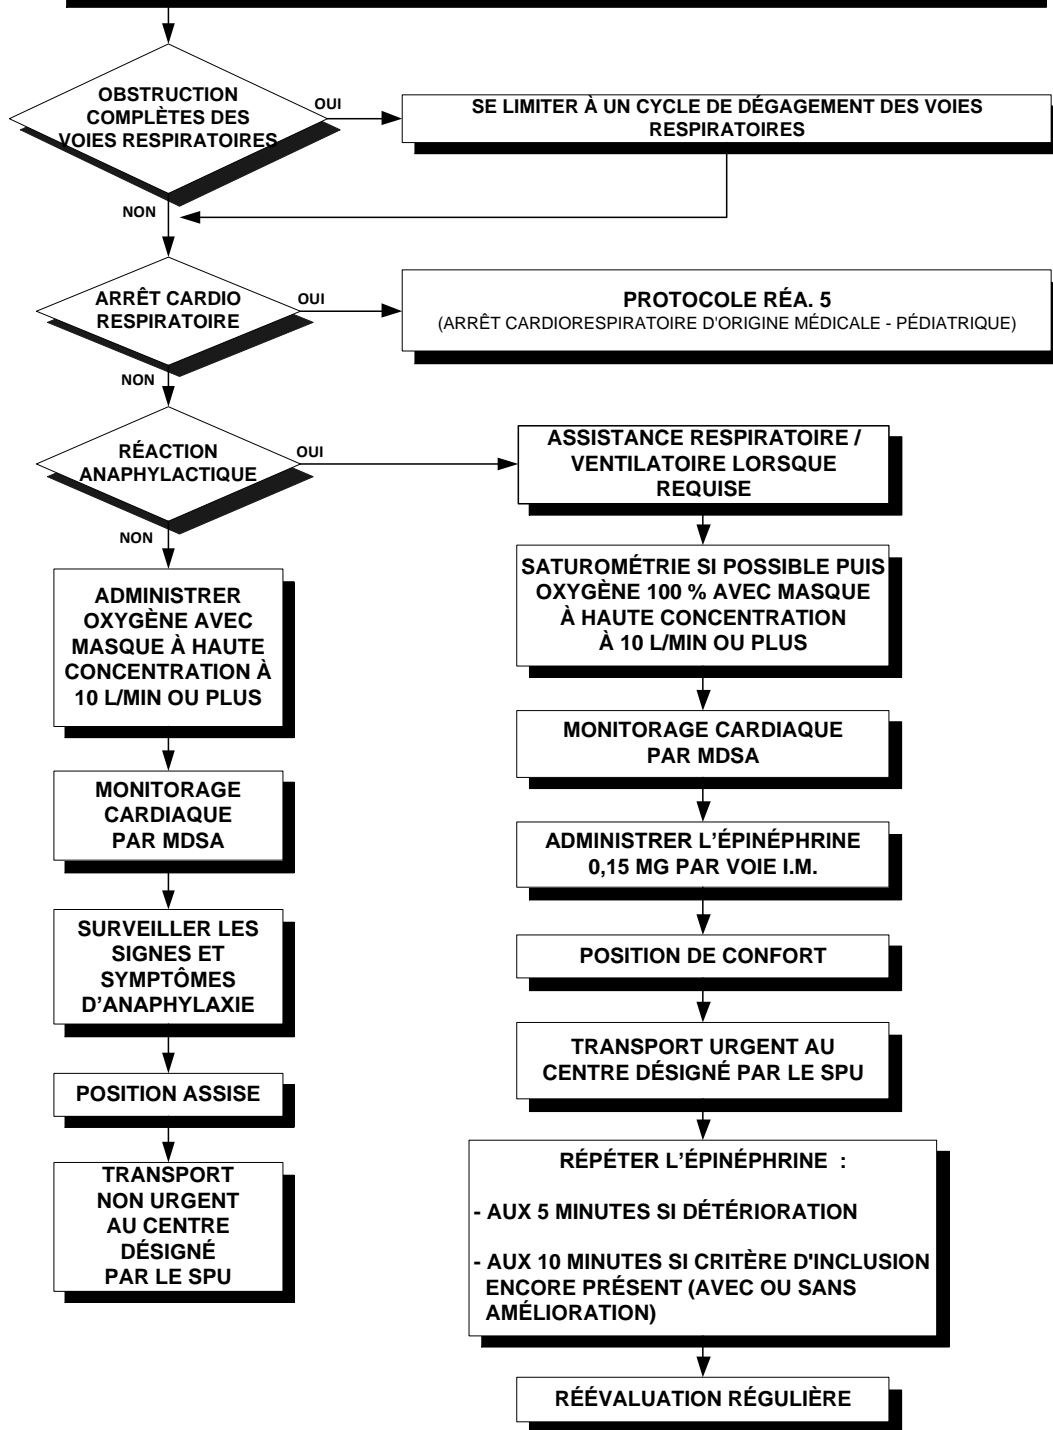 OBSTRUCTION
COMPLÈTES DES
VOIES RESPIRATOIRES
OUI
SE LIMITER À UN CYCLE DE DÉGAGEMENT DES VOIES
RESPIRATOIRES
NON
ARRÊT CARDIO
RESPIRATOIRE
OUI
PROTOCOLE RÉA. 5
(ARRÊT CARDIORESPIRATOIRE D'ORIGINE MÉDICALE - PÉDIATRIQUE)
NON
RÉACTION
ANAPHYLACTIQUE
OUI
NON
ADMINISTRER
OXYGÈNE AVEC
MASQUE À HAUTE
CONCENTRATION À
10 L/MIN OU PLUS
MONITORAGE
CARDIAQUE
PAR MDSA
SURVEILLER LES
SIGNES ET
SYMPTÔMES
D’ANAPHYLAXIE
POSITION ASSISE
TRANSPORT
NON URGENT
AU CENTRE
DÉSIGNÉ
PAR LE SPU
ASSISTANCE RESPIRATOIRE /
VENTILATOIRE LORSQUE
REQUISE
SATUROMÉTRIE SI POSSIBLE PUIS
OXYGÈNE 100 % AVEC MASQUE
À HAUTE CONCENTRATION
À 10 L/MIN OU PLUS
MONITORAGE CARDIAQUE
PAR MDSA
ADMINISTRER L’ÉPINÉPHRINE
0,15 MG PAR VOIE I.M.
POSITION DE CONFORT
TRANSPORT URGENT AU
CENTRE DÉSIGNÉ PAR LE SPU
RÉPÉTER L’ÉPINÉPHRINE :
- AUX 5 MINUTES SI DÉTÉRIORATION
- AUX 10 MINUTES SI CRITÈRE D'INCLUSION
ENCORE PRÉSENT (AVEC OU SANS
AMÉLIORATION)
RÉÉVALUATION RÉGULIÈRE